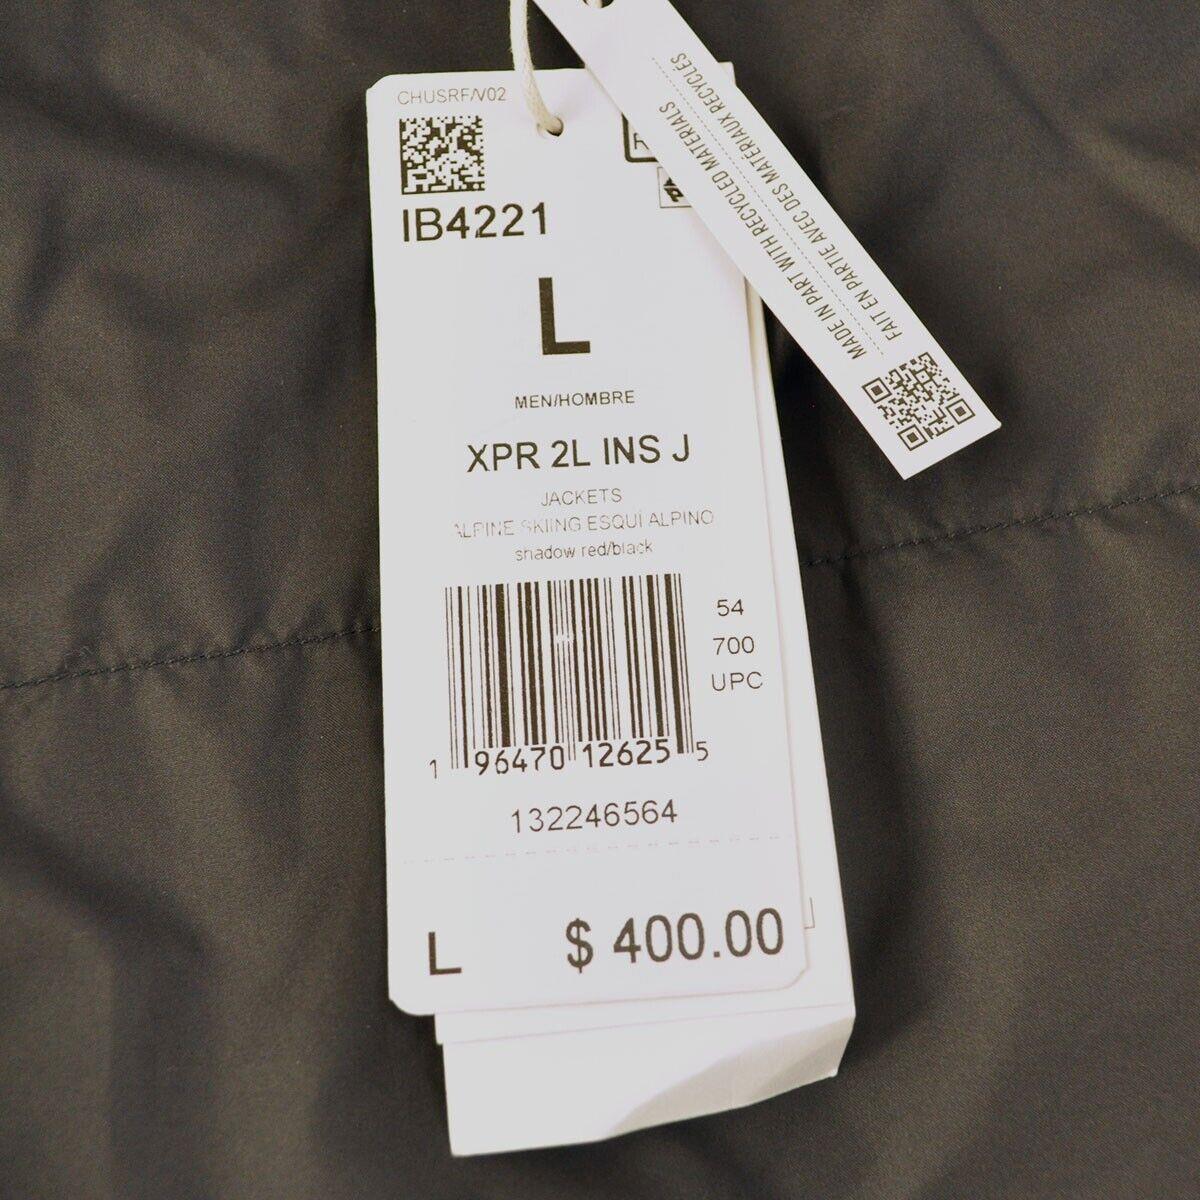 CHUSRF/V02
IB4221
L
MEN/HOMBRE
XPR 2L INS J
JACKETS
ALPINE SKIING ESQUÍ ALPINO
shadow red/black
54
700
UPC
1 96470 12625 5
132246564
L $ 400.00
MADE IN PART WITH RECYCLED MATERIALS
FAIT EN PARTIE AVEC DES MATÉRIAUX RECYCLÉS